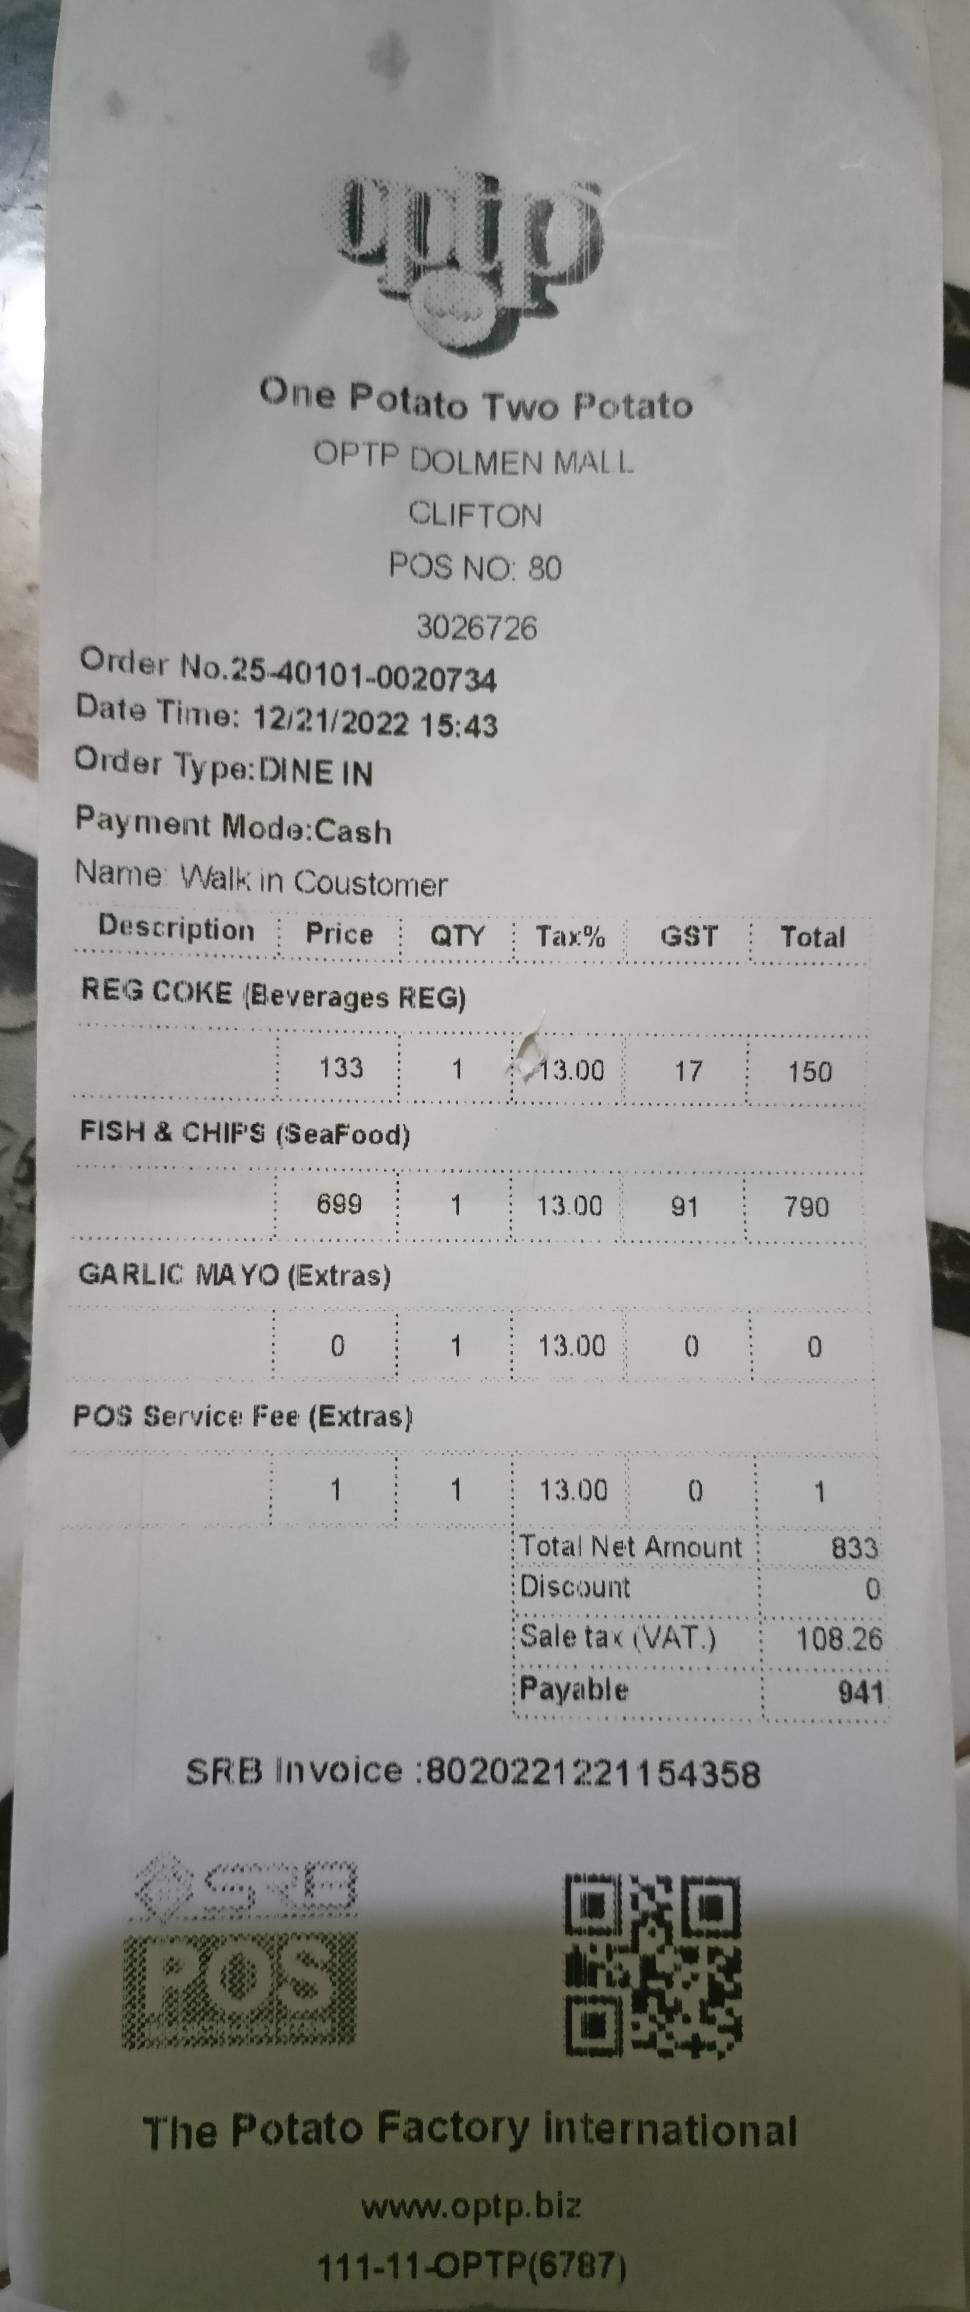 optp
One Potato Two Potato
OPTP DOLMEN MALL
CLIFTON
POS NO: 80
3026726
Order No.25-40101-0020734
Date Time: 12/21/2022 15:43
Order Type:DINE IN
Payment Mode:Cash
Name: Walk in Coustomer
Description Price QTY Tax% GST Total
REG COKE (Beverages REG)
133 1 13.00 17 150
FISH & CHIPS (SeaFood)
699 1 13.00 91 790
GARLIC MAYO (Extras)
0 1 13.00 0 0
POS Service Fee (Extras)
1 1 13.00 0 1
Total Net Amount 833
Discount 0
Sale tax (VAT.) 108.26
Payable 941
SRB Invoice :8020221221154358
SRB
POS
The Potato Factory international
www.optp.biz
111-11-OPTP(6787)